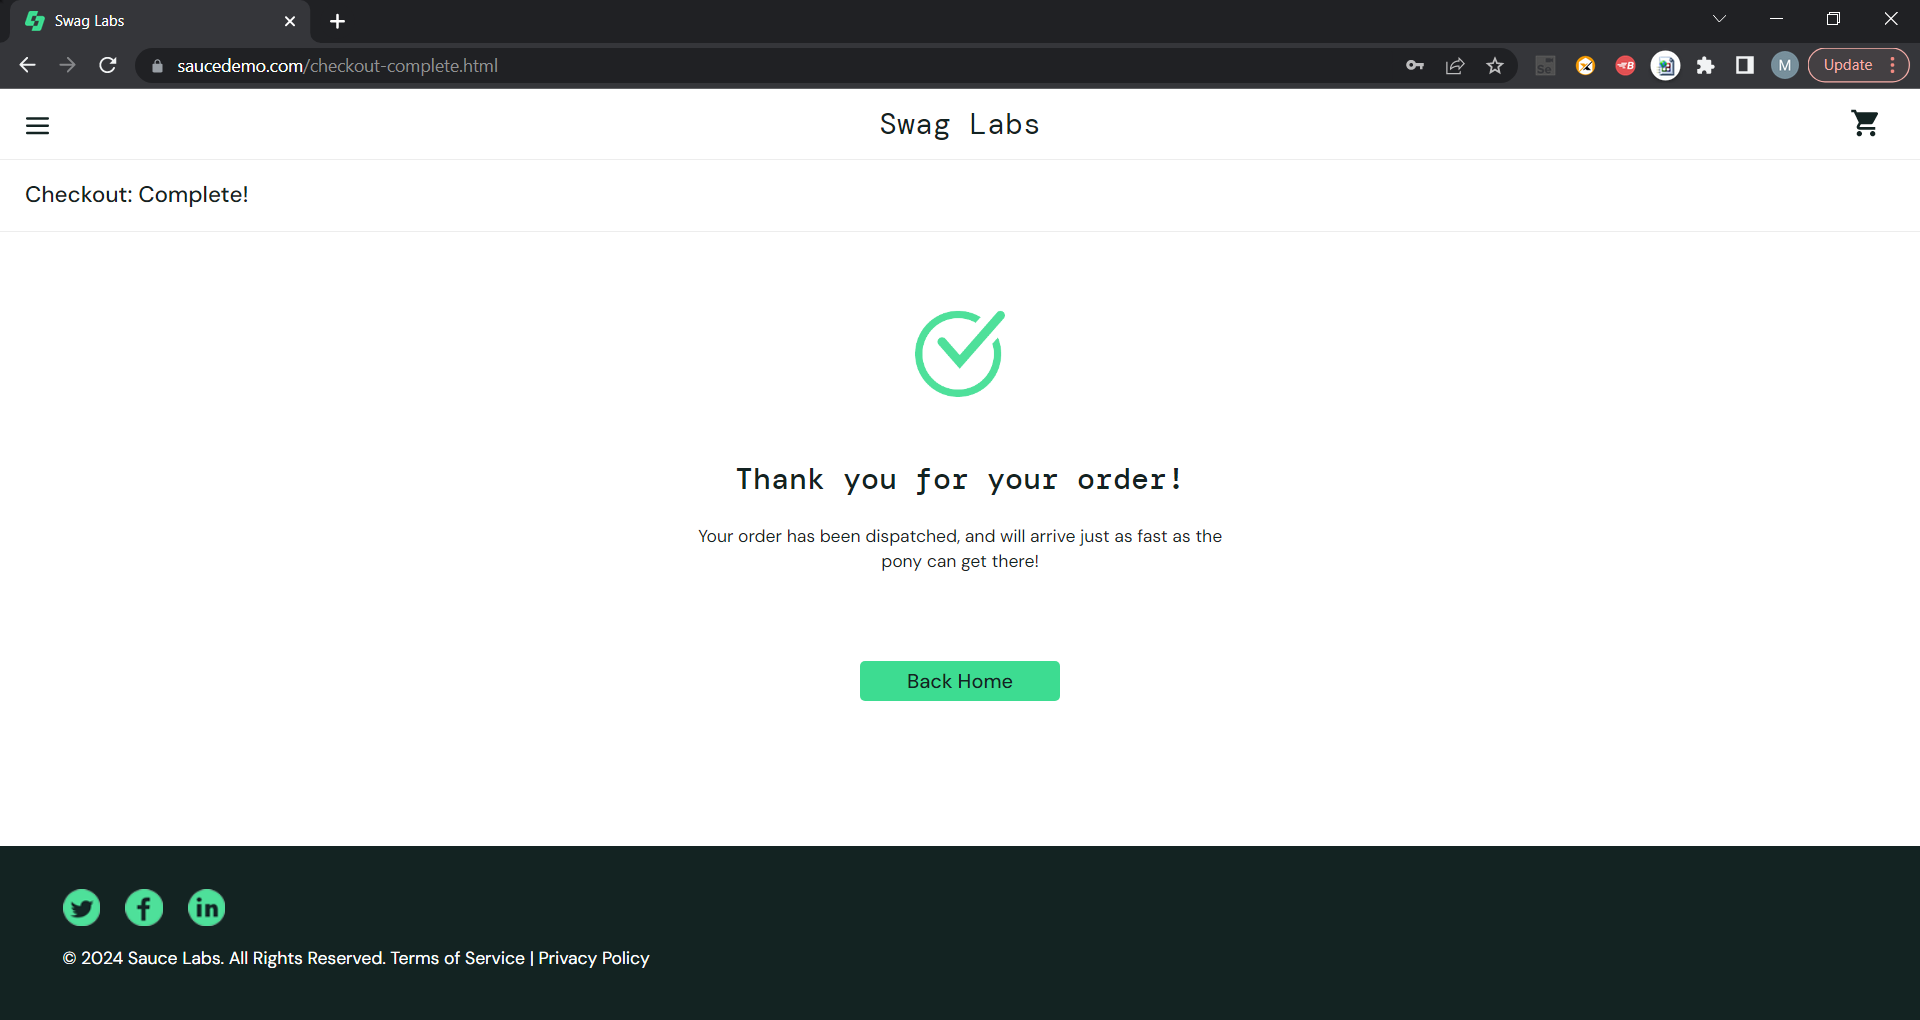 Swag Labs
saucedemo.com/checkout-complete.html
Se
B
M
Update
Swag Labs
Checkout: Complete!
Thank you for your order!
Your order has been dispatched, and will arrive just as fast as the
pony can get there!
Back Home
© 2024 Sauce Labs. All Rights Reserved. Terms of Service | Privacy Policy